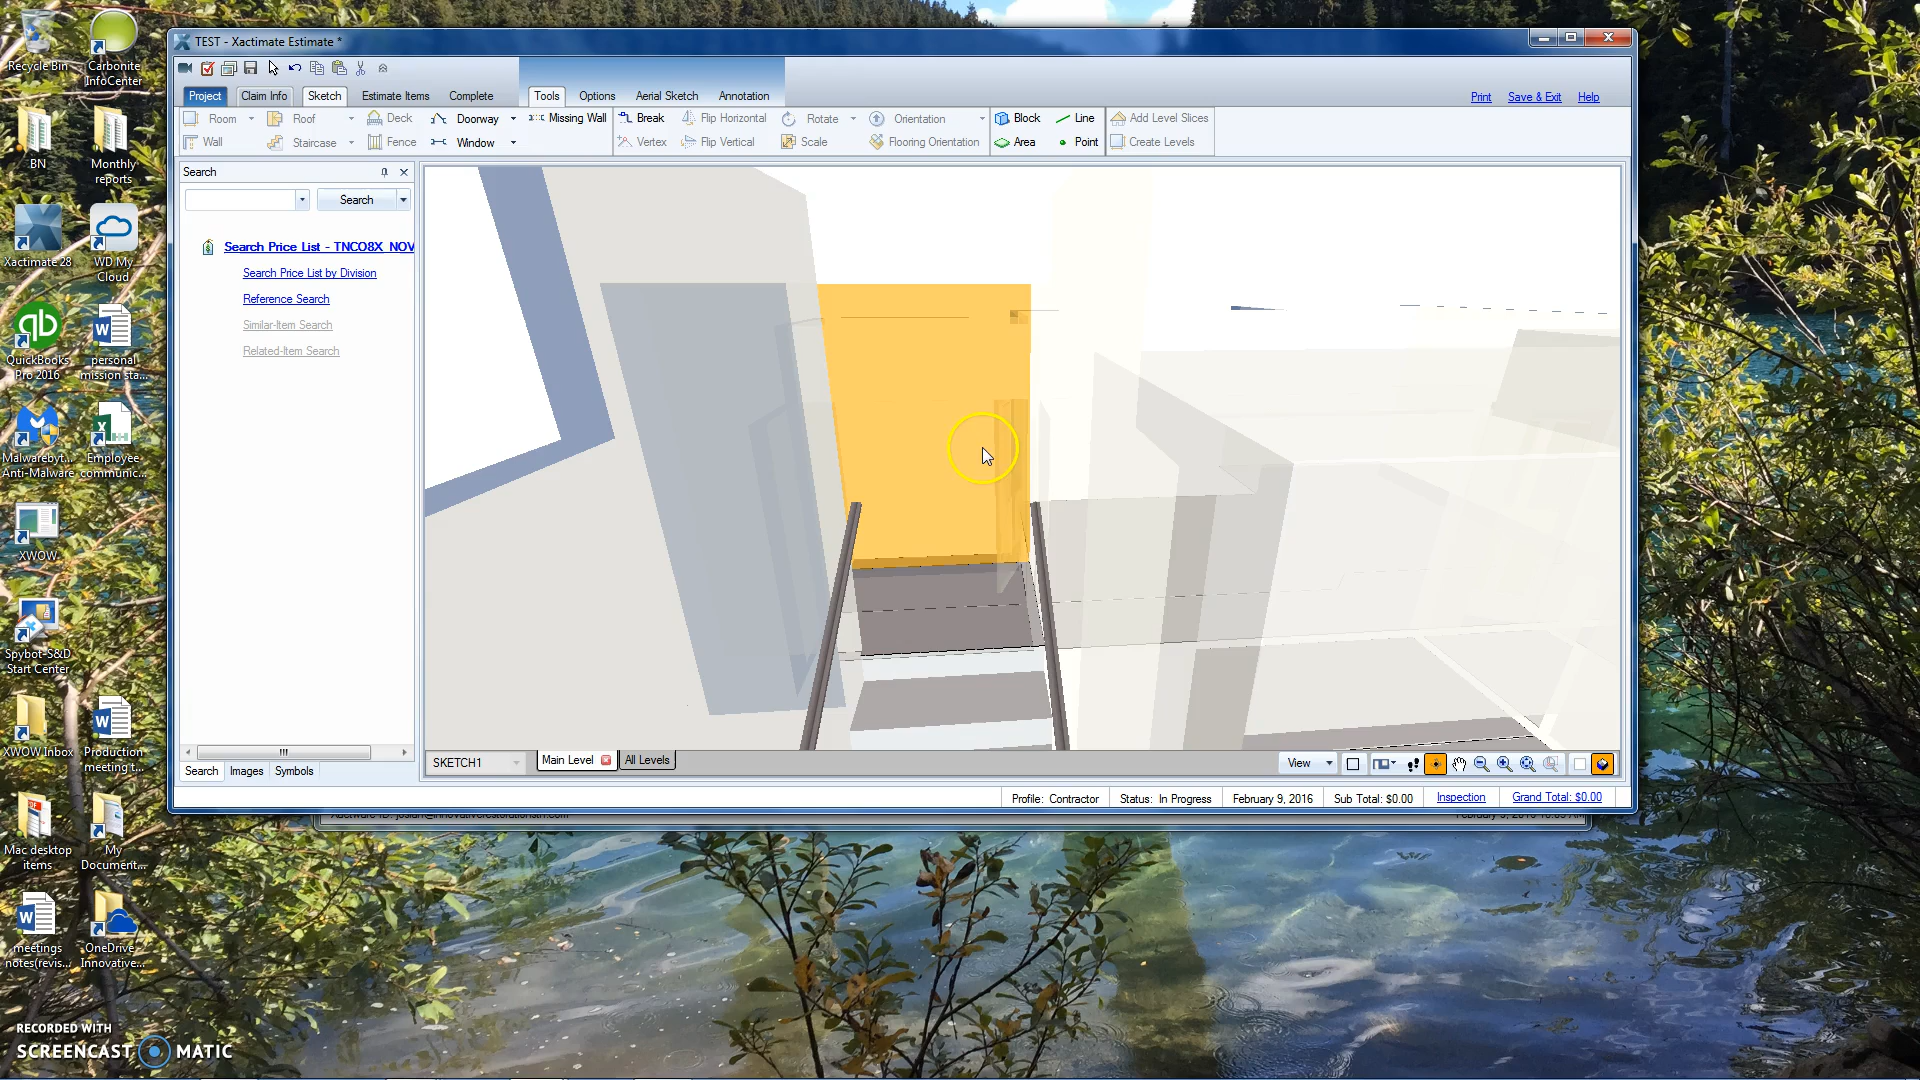 Recycle Bin
Carbonite
InfoCenter
BN
Monthly
reports
Xactimate 28
WD My
Cloud
QuickBooks
Pro 2016
personal
mission sta...
Malwareby...
Anti-Malware
Employee
communic...
XWOW
Spybot-S&D
Start Center
XWOW Inbox
Production
meeting t...
Mac desktop
items
My
Document...
meetings
notes(revis...
OneDrive -
Innovative...
TEST - Xactimate Estimate *
Project
Claim Info
Sketch
Estimate Items
Complete
Tools
Options
Aerial Sketch
Annotation
Print
Save & Exit
Help
Room
Roof
Deck
Doorway
Missing Wall
Break
Flip Horizontal
Rotate
Orientation
Block
Line
Add Level Slices
Wall
Staircase
Fence
Window
Vertex
Flip Vertical
Scale
Flooring Orientation
Area
Point
Create Levels
Search
Search
Search Price List - TNCO8X_NOV
Search Price List by Division
Reference Search
Similar-Item Search
Related-Item Search
Search
Images
Symbols
SKETCH1
Main Level
All Levels
View
Profile: Contractor
Status: In Progress
February 9, 2016
Sub Total: $0.00
Inspection
Grand Total: $0.00
RECORDED WITH
SCREENCAST MATIC